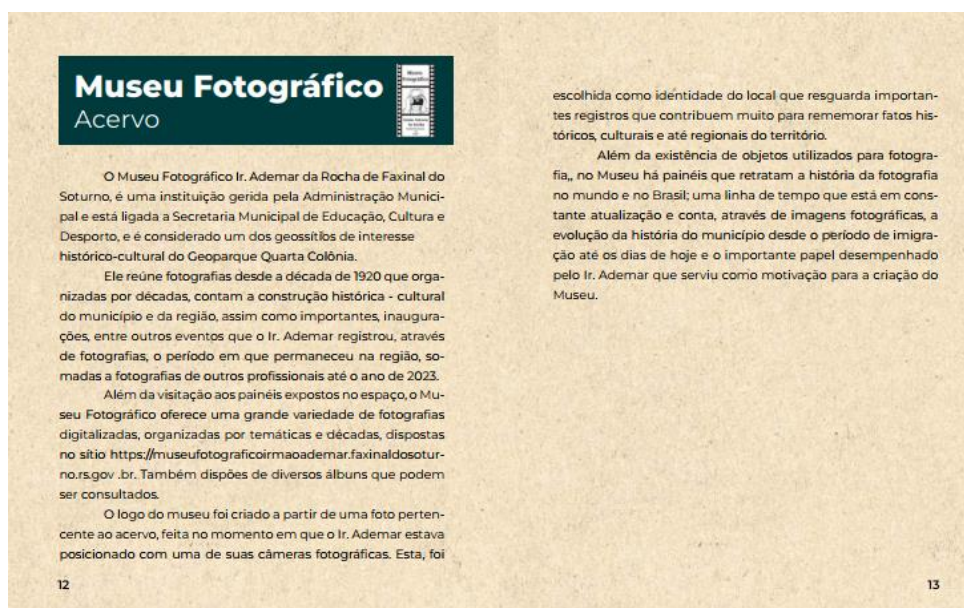 Museu Fotográfico
Acervo
Museu
Fotográfico
O Museu Fotográfico Ir. Ademar da Rocha de Faxinal do
Soturno, é uma instituição gerida pela Administração Munici-
pal e está ligada a Secretaria Municipal de Educação, Cultura e
Desporto, e é considerado um dos geossítios de interesse
histórico-cultural do Geoparque Quarta Colônia.
Ele reúne fotografias desde a década de 1920 que orga-
nizadas por décadas, contam a construção histórica - cultural
do município e da região, assim como importantes, inaugura-
ções, entre outros eventos que o Ir. Ademar registrou, através
de fotografias, o período em que permaneceu na região, so-
madas a fotografias de outros profissionais até o ano de 2023.
Além da visitação aos painéis expostos no espaço, o Mu-
seu Fotográfico oferece uma grande variedade de fotografias
digitalizadas, organizadas por temáticas e décadas, dispostas
no sítio https://museufotograficoirmaoademar.faxinaldosotur-
no.rs.gov .br. Também dispões de diversos álbuns que podem
ser consultados.
O logo do museu foi criado a partir de uma foto perten-
cente ao acervo, feita no momento em que o Ir. Ademar estava
posicionado com uma de suas câmeras fotográficas. Esta, foi
12
escolhida como identidade do local que resguarda importan-
tes registros que contribuem muito para rememorar fatos his-
tóricos, culturais e até regionais do território.
Além da existência de objetos utilizados para fotogra-
fia,, no Museu há painéis que retratam a história da fotografia
no mundo e no Brasil; uma linha de tempo que está em cons-
tante atualização e conta, através de imagens fotográficas, a
evolução da história do município desde o período de imigra-
ção até os dias de hoje e o importante papel desempenhado
pelo Ir. Ademar que serviu como motivação para a criação do
Museu.
13